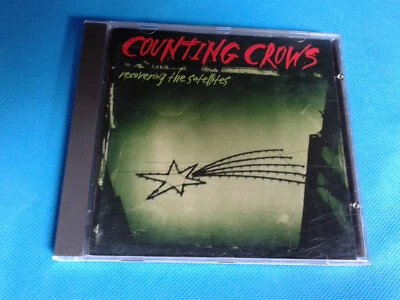 COUNTING CROWS
recovering the satellites